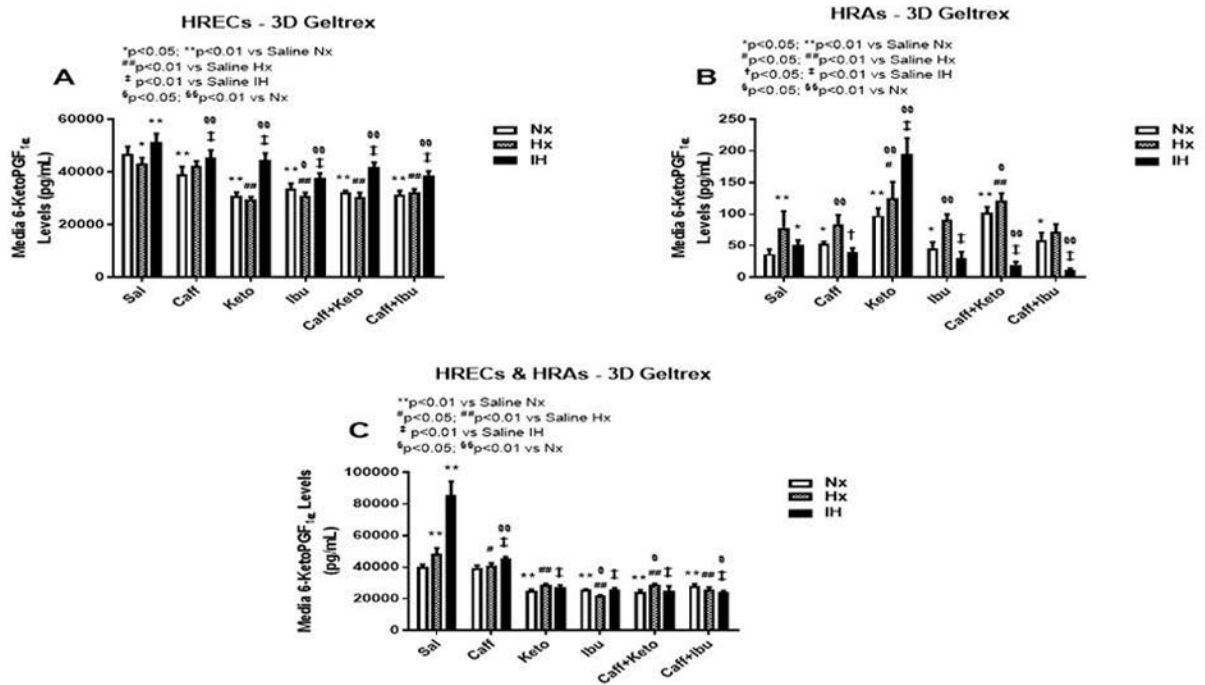 HRECs - 3D Geltrex
*p<0.05; **p<0.01 vs Saline Nx
##p<0.01 vs Saline Hx
‡ p<0.01 vs Saline IH
§p<0.05; §§p<0.01 vs Nx
A
Media 6-KetoPGF1α
Levels (pg/mL)
60000
40000
20000
0
* *
*
* *
§§
‡
* *
##
§§
‡
* *
§
##
§§
‡
* *
##
§§
‡
* *
##
§§
‡
Nx
Hx
IH
Sal
Caff
Keto
Ibu
Caff+Keto
Caff+Ibu
HRAs - 3D Geltrex
*p<0.05; **p<0.01 vs Saline Nx
#p<0.05; ##p<0.01 vs Saline Hx
†p<0.05; ‡ p<0.01 vs Saline IH
§p<0.05; §§p<0.01 vs Nx
B
Media 6-KetoPGF1α
Levels (pg/mL)
250
200
150
100
50
0
* *
*
*
§§
†
* *
§§
#
§§
‡
*
§§
‡
* *
§
##
§§
‡
*
§§
‡
Nx
Hx
IH
Sal
Caff
Keto
Ibu
Caff+Keto
Caff+Ibu
HRECs & HRAs - 3D Geltrex
**p<0.01 vs Saline Nx
#p<0.05; ##p<0.01 vs Saline Hx
‡ p<0.01 vs Saline IH
§p<0.05; §§p<0.01 vs Nx
C
Media 6-KetoPGF1α Levels
(pg/mL)
100000
80000
60000
40000
20000
0
* *
* *
#
§§
‡
* *
##
‡
* *
§
##
‡
* *
§
##
‡
* *
##
§
‡
Nx
Hx
IH
Sal
Caff
Keto
Ibu
Caff+Keto
Caff+Ibu